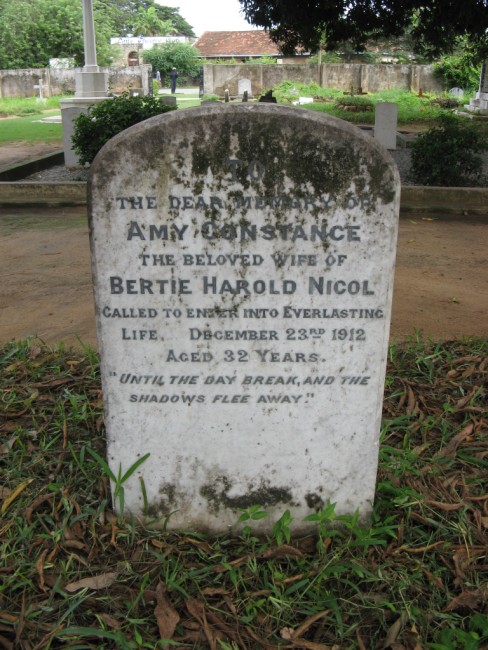 TO
THE DEAR MEMORY OF
AMY CONSTANCE
THE BELOVED WIFE OF
BERTIE HAROLD NICOL
CALLED TO ENTER INTO EVERLASTING
LIFE, DECEMBER 23RD 1912
AGED 32 YEARS.
"UNTIL THE DAY BREAK, AND THE
SHADOWS FLEE AWAY."